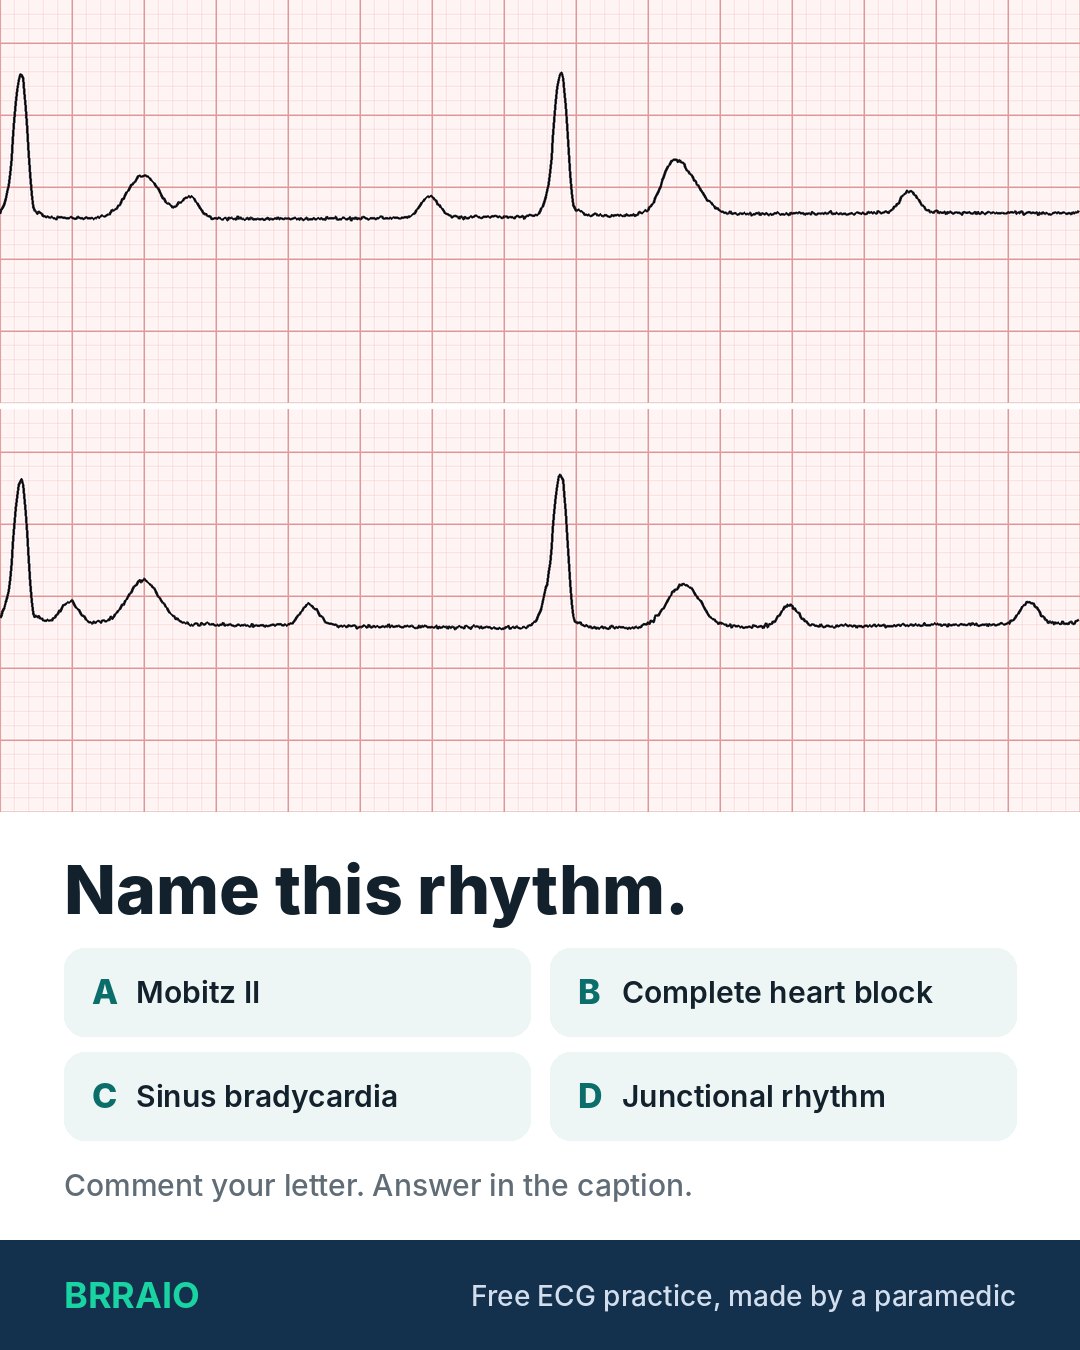 Name this rhythm.
A Mobitz II
B Complete heart block
C Sinus bradycardia
D Junctional rhythm
Comment your letter. Answer in the caption.
BRRAIO
Free ECG practice, made by a paramedic